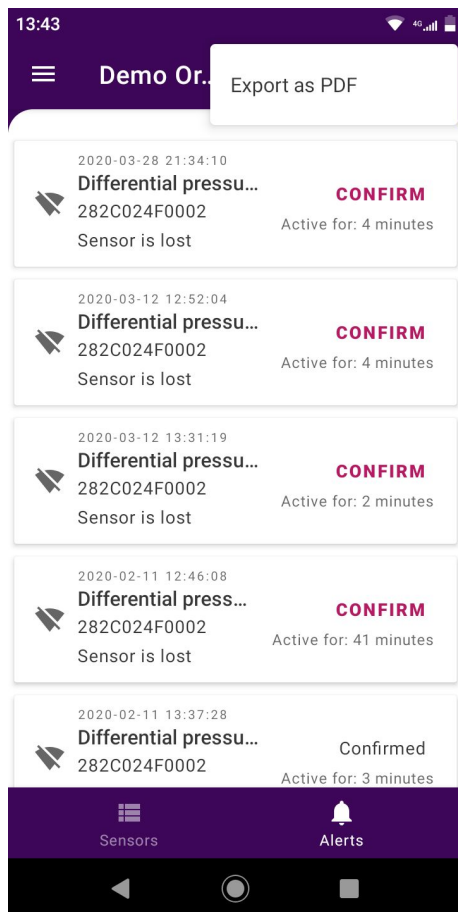 13:43
4G
Demo Or...
Export as PDF
2020-03-28 21:34:10
Differential pressu...
282C024F0002
Sensor is lost
CONFIRM
Active for: 4 minutes
2020-03-12 12:52:04
Differential pressu...
282C024F0002
Sensor is lost
CONFIRM
Active for: 4 minutes
2020-03-12 13:31:19
Differential pressu...
282C024F0002
Sensor is lost
CONFIRM
Active for: 2 minutes
2020-02-11 12:46:08
Differential press...
282C024F0002
Sensor is lost
CONFIRM
Active for: 41 minutes
2020-02-11 13:37:28
Differential pressu...
282C024F0002
Confirmed
Active for: 3 minutes
Sensors
Alerts